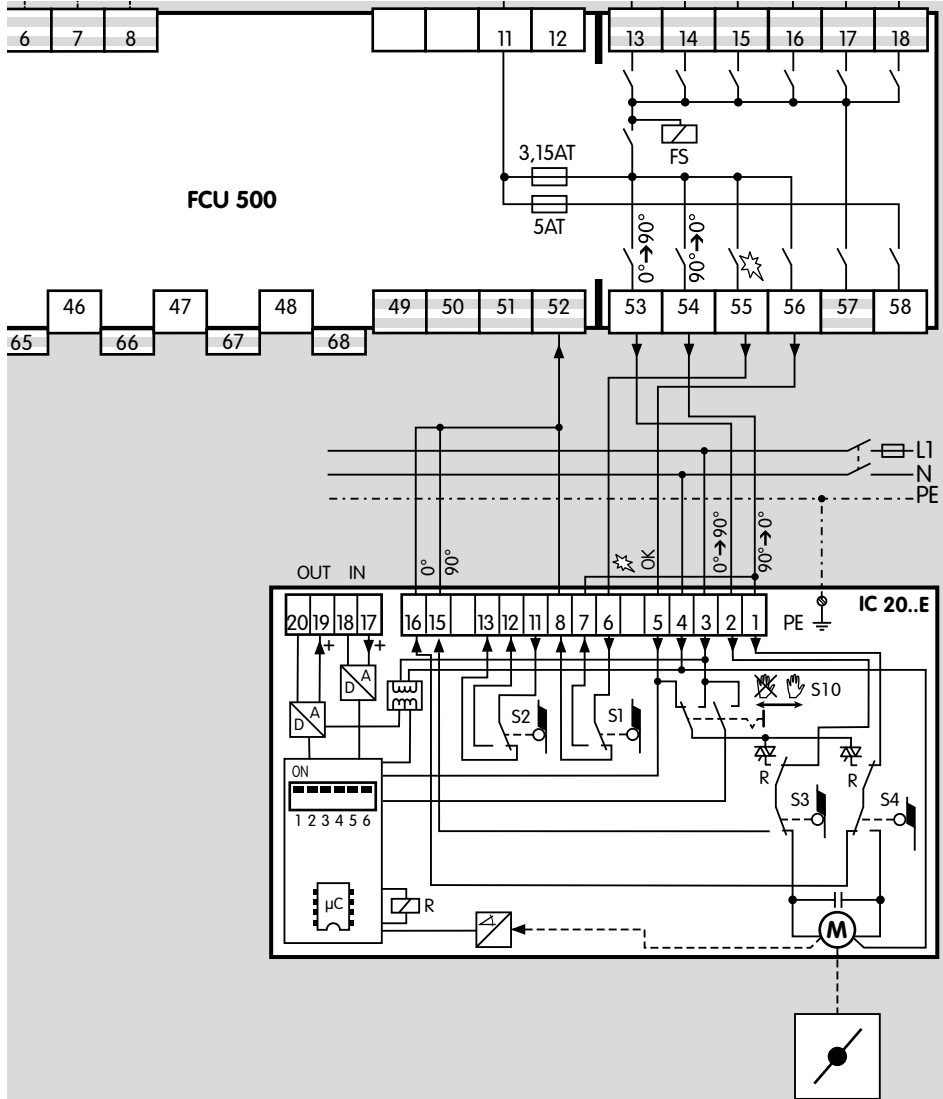 6 7 8 11 12 13 14 15 16 17 18
3,15AT
FS
FCU 500
5AT
0°➔90°
90°➔0°
46 47 48 49 50 51 52 53 54 55 56 57 58
65 66 67 68
L1
N
PE
0°
90°
OK
0°➔90°
90°➔0°
OUT IN
IC 20..E
20 19 18 17 16 15 13 12 11 8 7 6 5 4 3 2 1 PE
+ +
A
D
A
D
S10
S2
S1
R
R
ON
1 2 3 4 5 6
S3
S4
µC
R
M